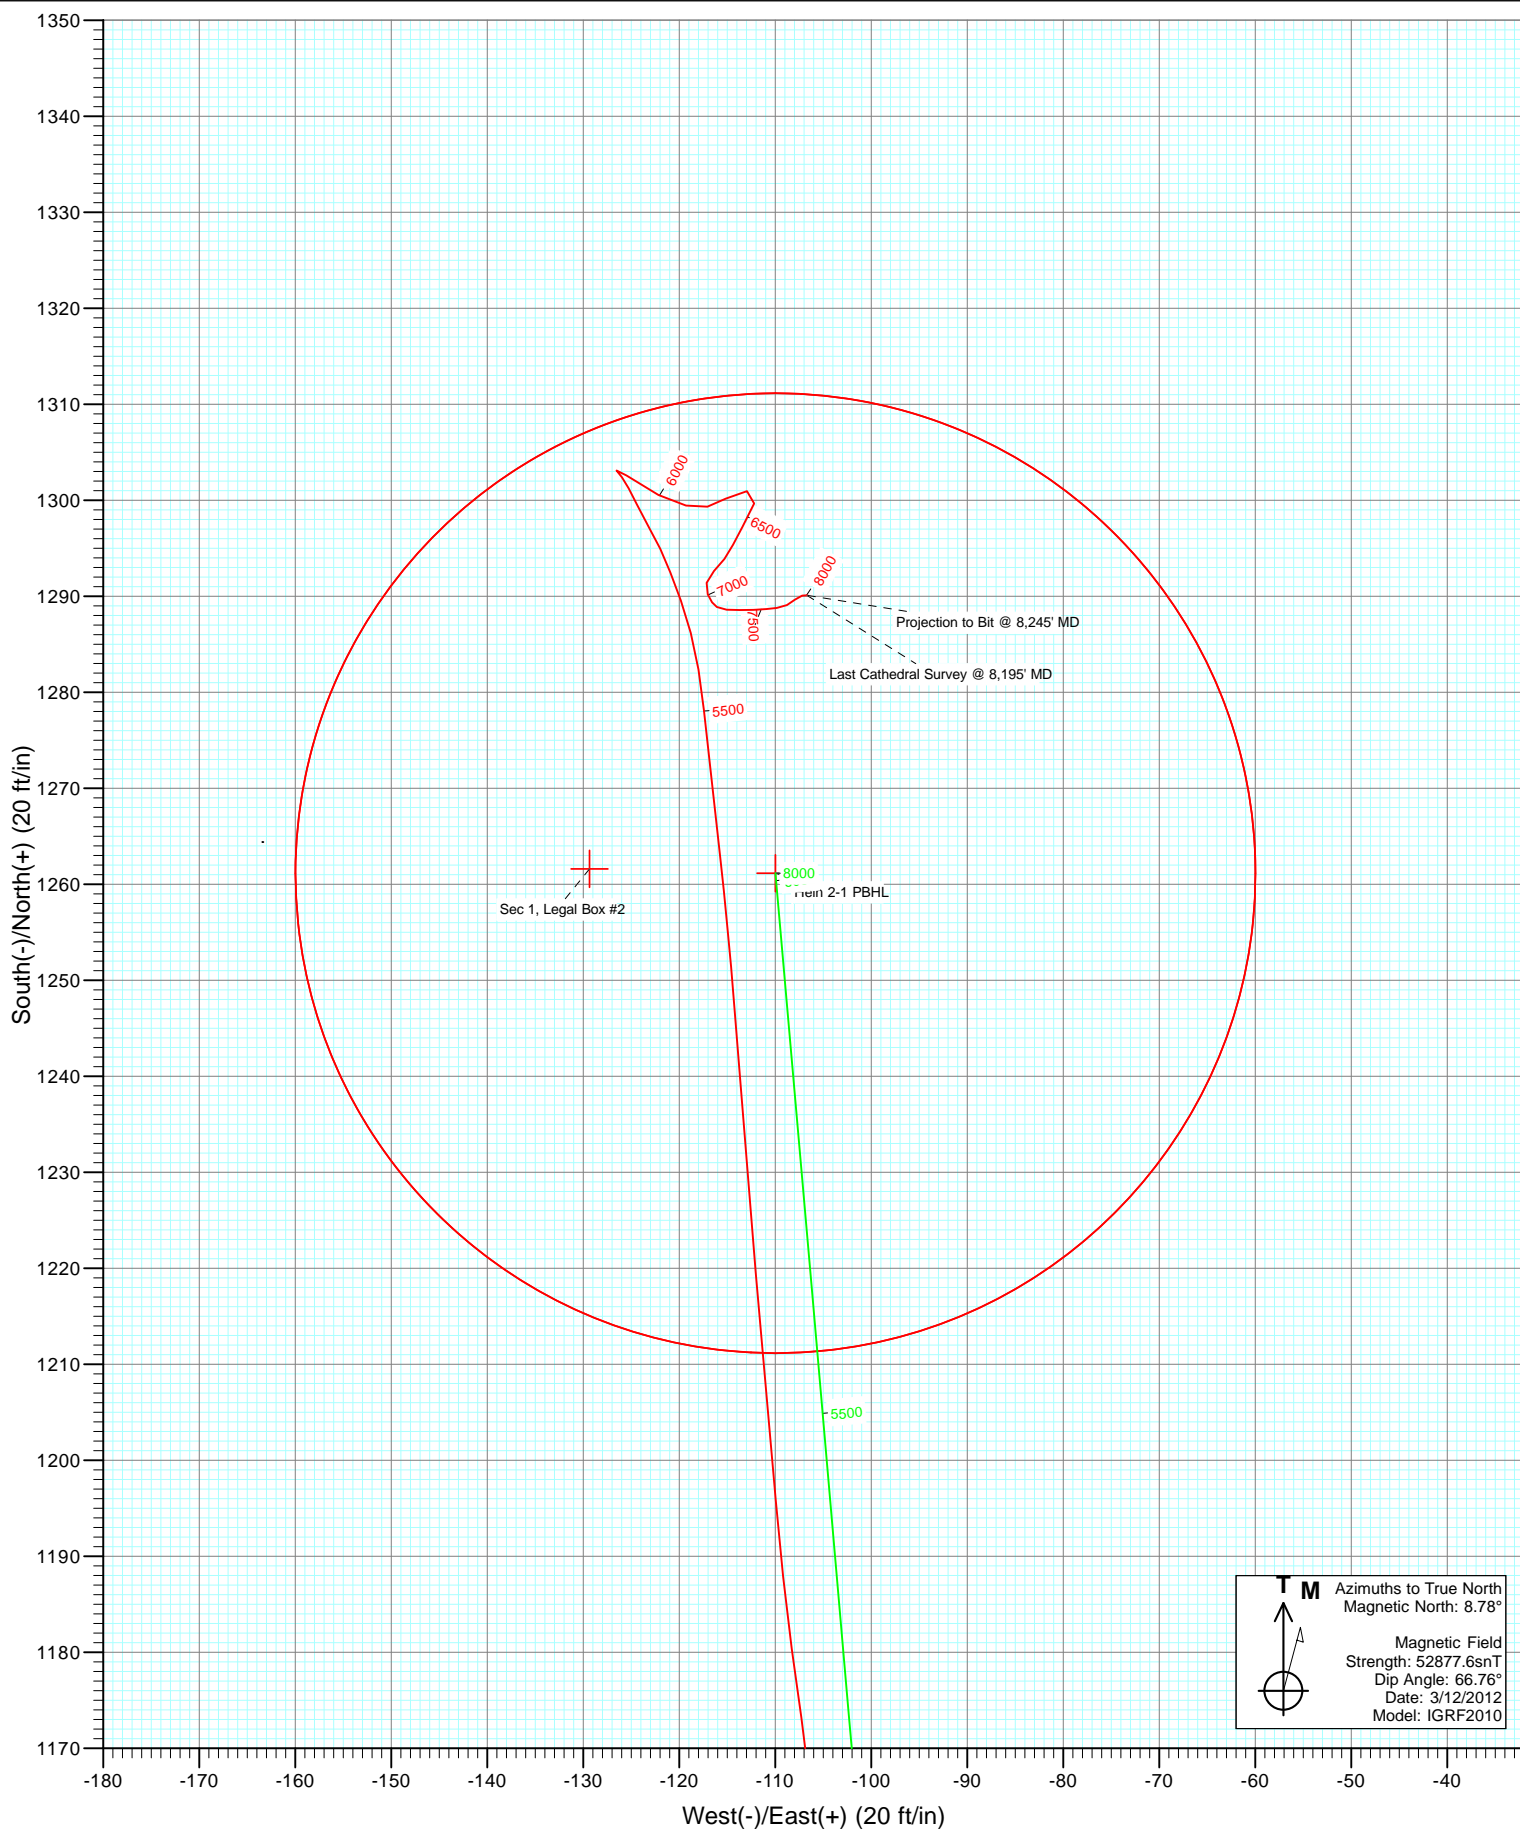 1350
1340
1330
1320
1310
1300
1290
1280
1270
1260
1250
1240
1230
1220
1210
1200
1190
1180
1170
South(-)/North(+) (20 ft/in)
6000
6500
7000
7500
8000
Projection to Bit @ 8,245' MD
Last Cathedral Survey @ 8,195' MD
5500
8000
Hein 2-1 PBHL
Sec 1, Legal Box #2
5500
T M
Azimuths to True North
Magnetic North: 8.78°
Magnetic Field
Strength: 52877.6snT
Dip Angle: 66.76°
Date: 3/12/2012
Model: IGRF2010
-180 -170 -160 -150 -140 -130 -120 -110 -100 -90 -80 -70 -60 -50 -40
West(-)/East(+) (20 ft/in)